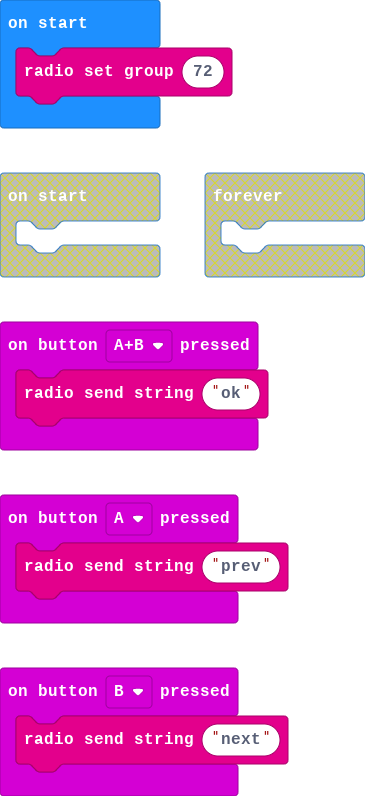 on start
radio set group 72
on start forever
on button A+B pressed
radio send string "ok"
on button A pressed
radio send string "prev"
on button B pressed
radio send string "next"